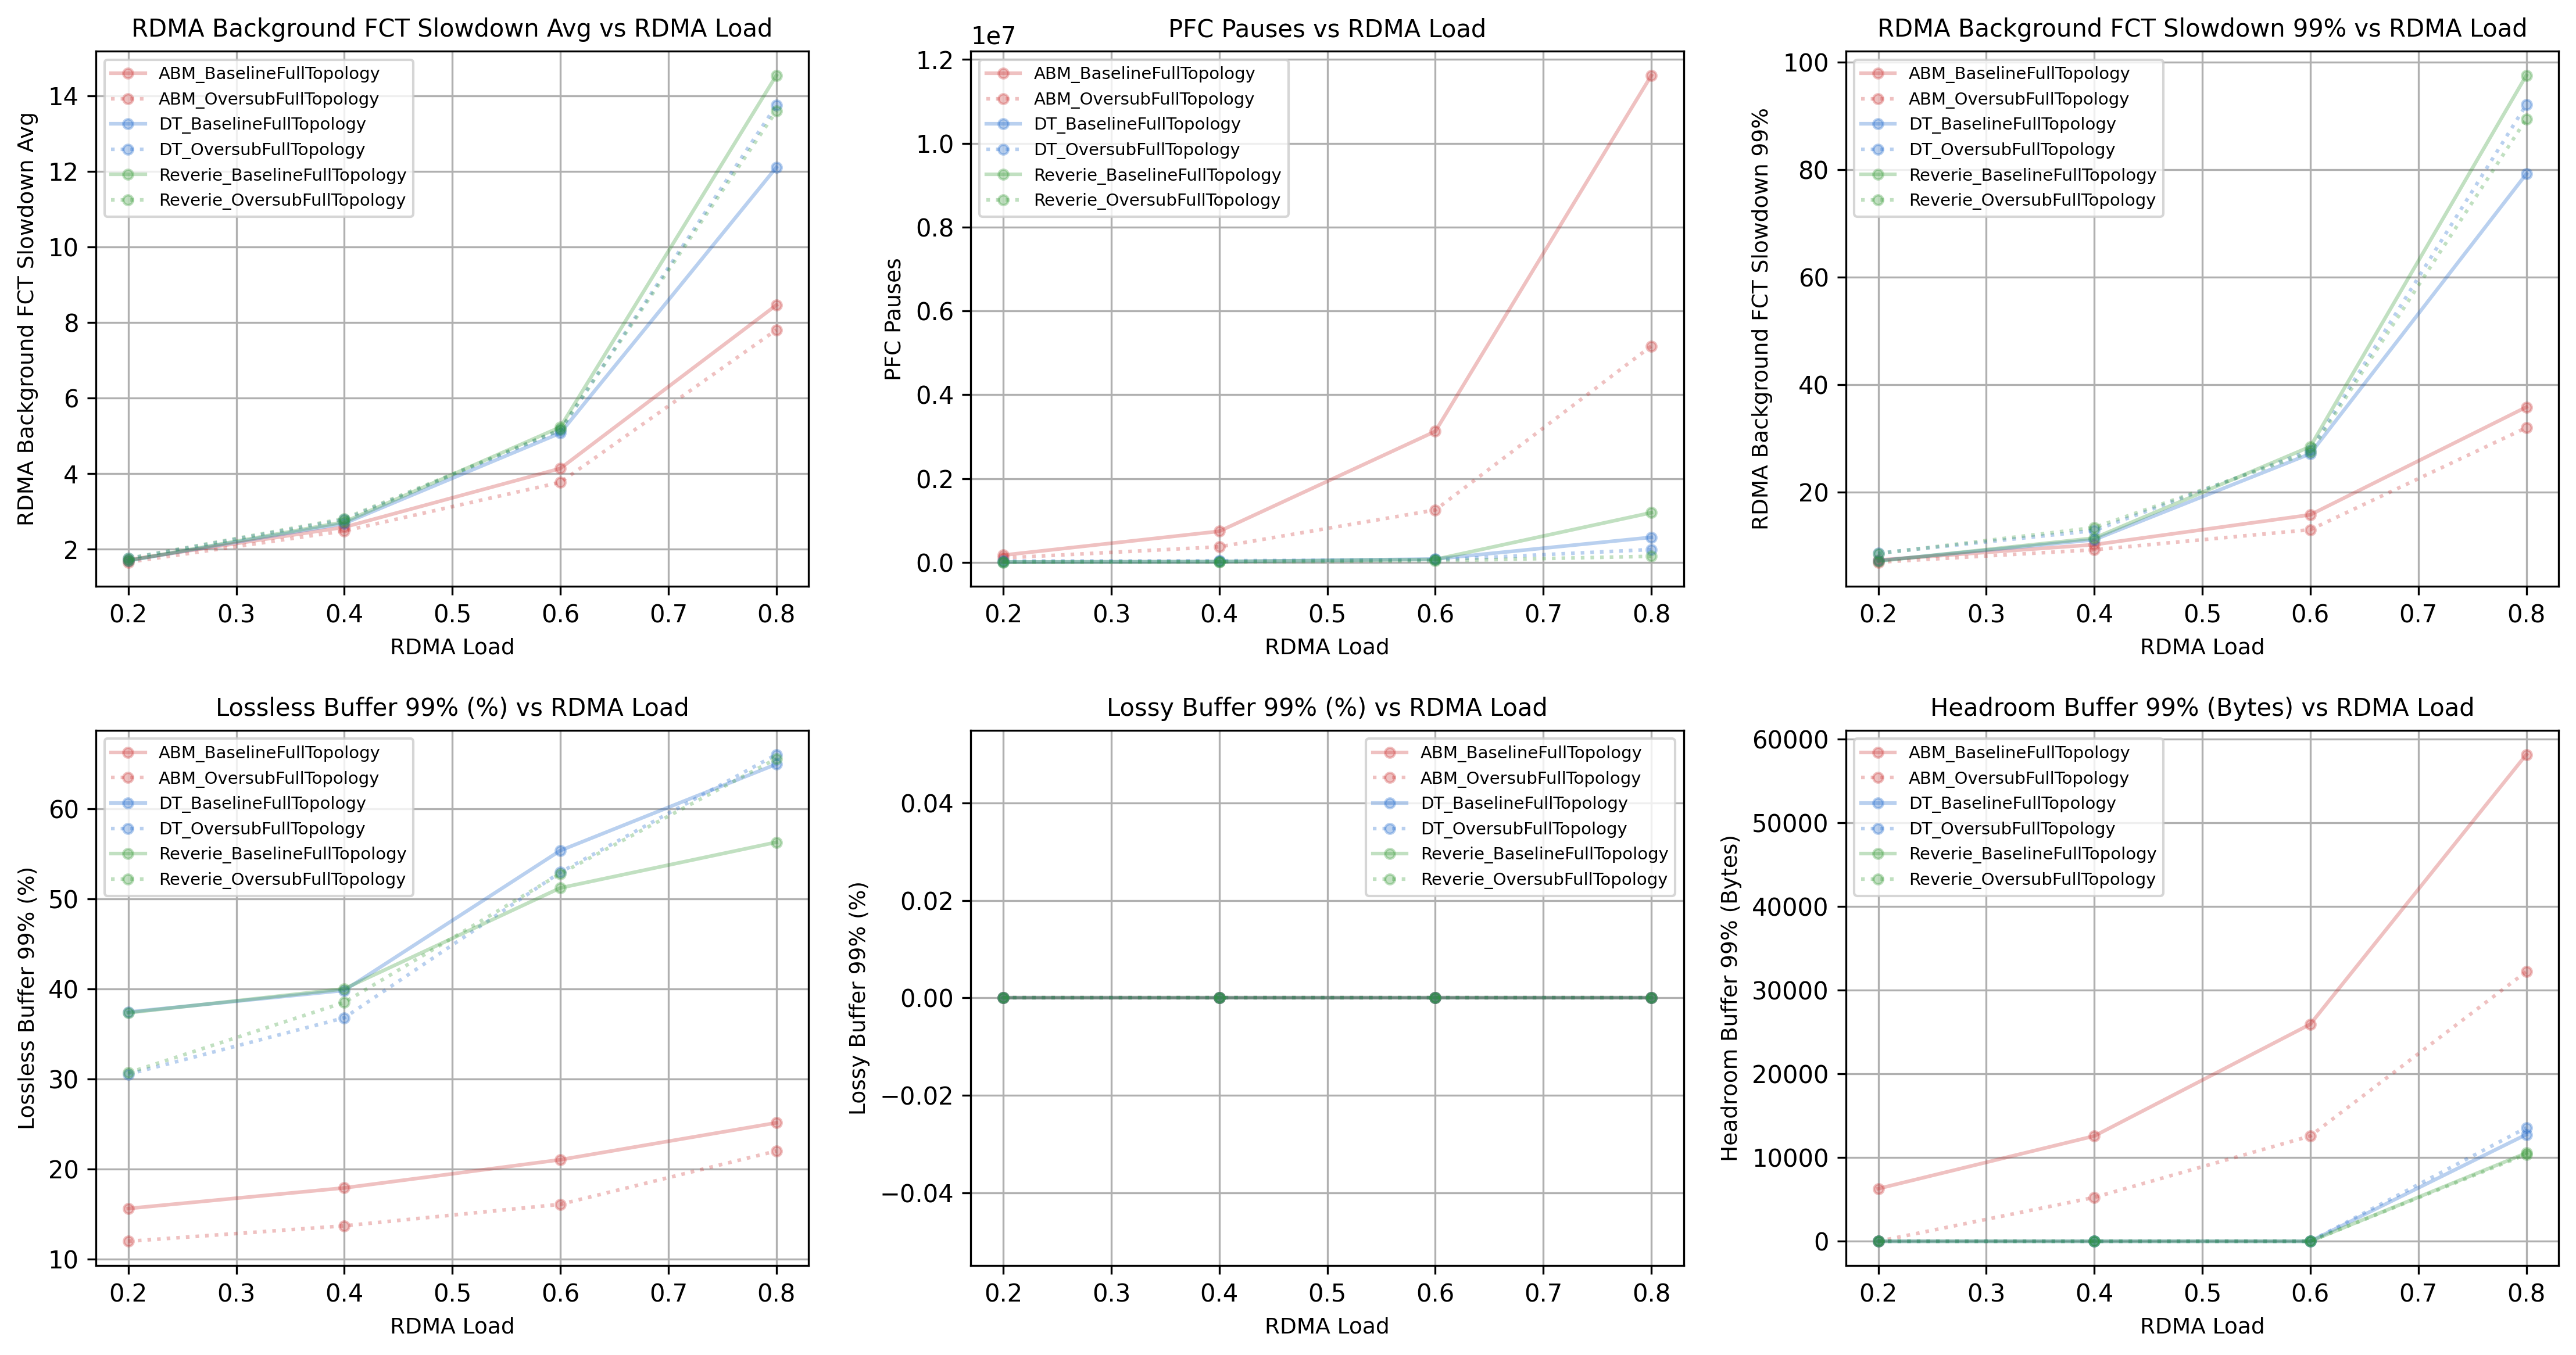 RDMA Background FCT Slowdown Avg vs RDMA Load
RDMA Background FCT Slowdown Avg
14
12
10
8
6
4
2
ABM_BaselineFullTopology
ABM_OversubFullTopology
DT_BaselineFullTopology
DT_OversubFullTopology
Reverie_BaselineFullTopology
Reverie_OversubFullTopology
0.2 0.3 0.4 0.5 0.6 0.7 0.8
RDMA Load
PFC Pauses vs RDMA Load
1e7
PFC Pauses
1.2
1.0
0.8
0.6
0.4
0.2
0.0
ABM_BaselineFullTopology
ABM_OversubFullTopology
DT_BaselineFullTopology
DT_OversubFullTopology
Reverie_BaselineFullTopology
Reverie_OversubFullTopology
0.2 0.3 0.4 0.5 0.6 0.7 0.8
RDMA Load
RDMA Background FCT Slowdown 99% vs RDMA Load
RDMA Background FCT Slowdown 99%
100
80
60
40
20
ABM_BaselineFullTopology
ABM_OversubFullTopology
DT_BaselineFullTopology
DT_OversubFullTopology
Reverie_BaselineFullTopology
Reverie_OversubFullTopology
0.2 0.3 0.4 0.5 0.6 0.7 0.8
RDMA Load
Lossless Buffer 99% (%) vs RDMA Load
Lossless Buffer 99% (%)
60
50
40
30
20
10
ABM_BaselineFullTopology
ABM_OversubFullTopology
DT_BaselineFullTopology
DT_OversubFullTopology
Reverie_BaselineFullTopology
Reverie_OversubFullTopology
0.2 0.3 0.4 0.5 0.6 0.7 0.8
RDMA Load
Lossy Buffer 99% (%) vs RDMA Load
Lossy Buffer 99% (%)
0.04
0.02
0.00
−0.02
−0.04
ABM_BaselineFullTopology
ABM_OversubFullTopology
DT_BaselineFullTopology
DT_OversubFullTopology
Reverie_BaselineFullTopology
Reverie_OversubFullTopology
0.2 0.3 0.4 0.5 0.6 0.7 0.8
RDMA Load
Headroom Buffer 99% (Bytes) vs RDMA Load
Headroom Buffer 99% (Bytes)
60000
50000
40000
30000
20000
10000
0
ABM_BaselineFullTopology
ABM_OversubFullTopology
DT_BaselineFullTopology
DT_OversubFullTopology
Reverie_BaselineFullTopology
Reverie_OversubFullTopology
0.2 0.3 0.4 0.5 0.6 0.7 0.8
RDMA Load